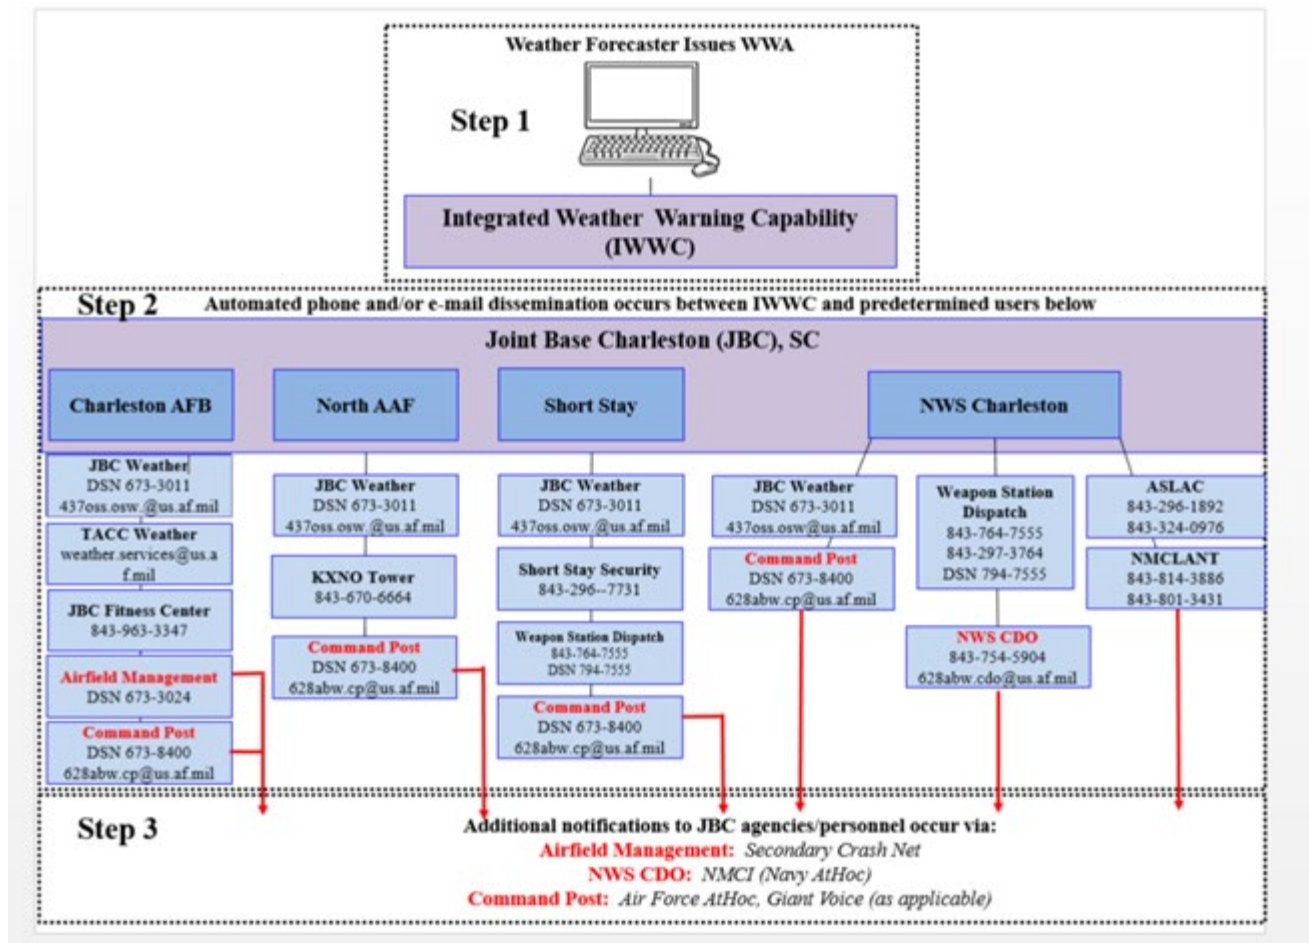 Weather Forecaster Issues WWA
Step 1
Integrated Weather Warning Capability
(IWWC)
Step 2
Automated phone and/or e-mail dissemination occurs between IWWC and predetermined users below
Joint Base Charleston (JBC), SC
Charleston AFB
JBC Weather
DSN 673-3011
437oss.osw.@us.af.mil
TACC Weather
weather.services@us.a
f.mil
JBC Fitness Center
843-963-3347
Airfield Management
DSN 673-3024
Command Post
DSN 673-8400
628abw.cp@us.af.mil
North AAF
JBC Weather
DSN 673-3011
437oss.osw.@us.af.mil
KXNO Tower
843-670-6664
Command Post
DSN 673-8400
628abw.cp@us.af.mil
Short Stay
JBC Weather
DSN 673-3011
437oss.osw.@us.af.mil
Short Stay Security
843-296--7731
Weapon Station Dispatch
843-764-7555
DSN 794-7555
Command Post
DSN 673-8400
628abw.cp@us.af.mil
NWS Charleston
JBC Weather
DSN 673-3011
437oss.osw.@us.af.mil
Command Post
DSN 673-8400
628abw.cp@us.af.mil
Weapon Station
Dispatch
843-764-7555
843-297-3764
DSN 794-7555
NWS CDO
843-754-5904
628abw.cdo@us.af.mil
ASLAC
843-296-1892
843-324-0976
NMCLANT
843-814-3886
843-801-3431
Step 3
Additional notifications to JBC agencies/personnel occur via:
Airfield Management: Secondary Crash Net
NWS CDO: NMCI (Navy AtHoc)
Command Post: Air Force AtHoc, Giant Voice (as applicable)